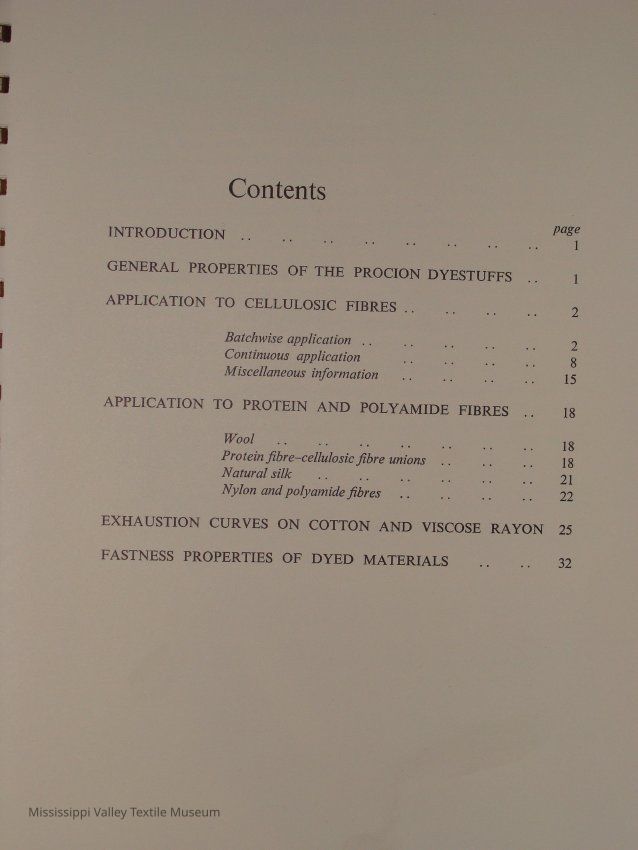 Contents
page
INTRODUCTION .. .. .. .. .. .. .. .. 1
GENERAL PROPERTIES OF THE PROCION DYESTUFFS .. 1
APPLICATION TO CELLULOSIC FIBRES .. .. .. .. 2
Batchwise application .. .. .. .. .. 2
Continuous application .. .. .. .. 8
Miscellaneous information .. .. .. .. 15
APPLICATION TO PROTEIN AND POLYAMIDE FIBRES .. 18
Wool .. .. .. .. .. .. .. 18
Protein fibre–cellulosic fibre unions .. .. .. 18
Natural silk .. .. .. .. .. .. 21
Nylon and polyamide fibres .. .. .. .. 22
EXHAUSTION CURVES ON COTTON AND VISCOSE RAYON 25
FASTNESS PROPERTIES OF DYED MATERIALS .. .. 32
Mississippi Valley Textile Museum